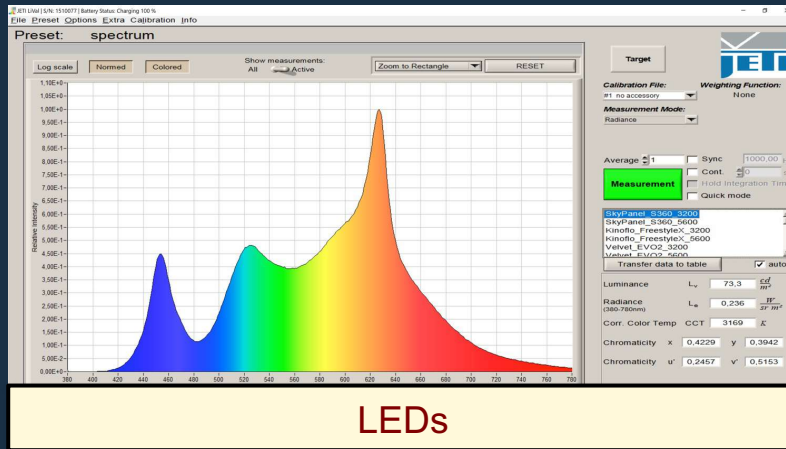 JETI LiVal | S/N: 1510077 | Battery Status: Charging 100 %
File Preset Options Extra Calibration Info
Preset: spectrum
Log scale Normed Colored Show measurements: All Active Zoom to Rectangle RESET
Target
JETI
Calibration File: Weighting Function:
#1 no accessory None
Measurement Mode:
Radiance
Average 1 Sync 1000,00
Measurement Cont. 0
Hold Integration Tim
Quick mode
SkyPanel_S360_3200
SkyPanel_S360_5600
Kinoflo_FreestyleX_3200
Kinoflo_FreestyleX_5600
Velvet_EVO2_3200
Velvet_EVO2_5600
Transfer data to table auto
Luminance Lv 73,3 cd/m²
Radiance Le 0,236 W/sr m²
(380-780nm)
Corr. Color Temp CCT 3169 K
Chromaticity x 0,4229 y 0,3942
Chromaticity u' 0,2457 v' 0,5153
Relative Intensity
1,10E+0
1,05E+0
1,00E+0
9,50E-1
9,00E-1
8,50E-1
8,00E-1
7,50E-1
7,00E-1
6,50E-1
6,00E-1
5,50E-1
5,00E-1
4,50E-1
4,00E-1
3,50E-1
3,00E-1
2,50E-1
2,00E-1
1,50E-1
1,00E-1
5,00E-2
0,00E+0
380 400 420 440 460 480 500 520 540 560 580 600 620 640 660 680 700 720 740 760 780
LEDs